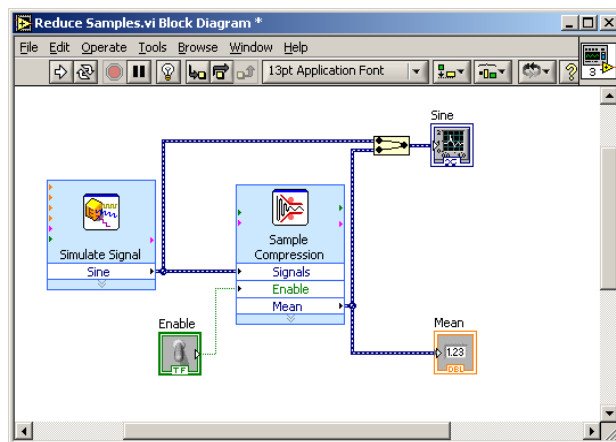 Reduce Samples.vi Block Diagram *
File Edit Operate Tools Browse Window Help
13pt Application Font
3
Sine
Simulate Signal
Sine
Sample
Compression
Signals
Enable
Mean
Enable
TF
Mean
1.23
DBL